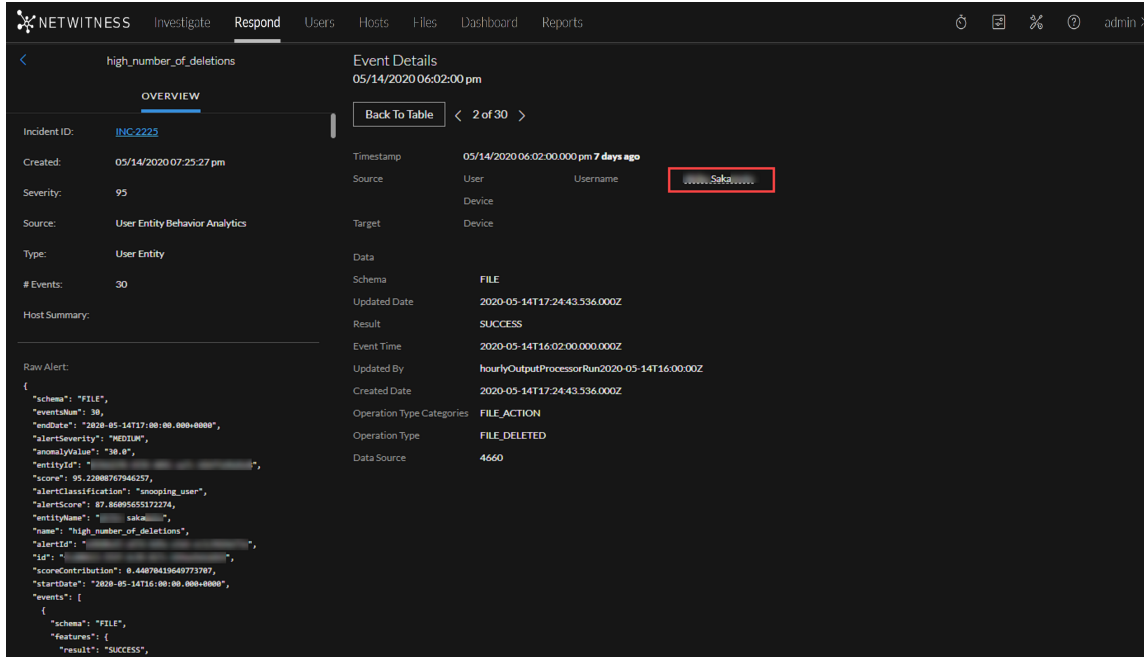 NETWITNESS Investigate Respond Users Hosts Files Dashboard Reports admin
high_number_of_deletions
OVERVIEW
Incident ID: INC-2225
Created: 05/14/2020 07:25:27 pm
Severity: 95
Source: User Entity Behavior Analytics
Type: User Entity
# Events: 30
Host Summary:
Raw Alert:
{
"schema": "FILE",
"eventsNum": 30,
"endDate": "2020-05-14T17:00:00.000+0000",
"alertSeverity": "MEDIUM",
"anomalyValue": "30.0",
"entityId": "
",
"score": 95.22008767946257,
"alertClassification": "snooping_user",
"alertScore": 87.86095655172274,
"entityName": " saka ",
"name": "high_number_of_deletions",
"alertId": " ",
"id": " ",
"scoreContribution": 0.44070419649773707,
"startDate": "2020-05-14T16:00:00.000+0000",
"events": [
{
"schema": "FILE",
"features": {
"result": "SUCCESS",
Event Details
05/14/2020 06:02:00 pm
Back To Table < 2 of 30 >
Timestamp 05/14/2020 06:02:00.000 pm 7 days ago
Source User Username Saka
Device
Target Device
Data
Schema FILE
Updated Date 2020-05-14T17:24:43.536.000Z
Result SUCCESS
Event Time 2020-05-14T16:02:00.000.000Z
Updated By hourlyOutputProcessorRun2020-05-14T16:00:00Z
Created Date 2020-05-14T17:24:43.536.000Z
Operation Type Categories FILE_ACTION
Operation Type FILE_DELETED
Data Source 4660